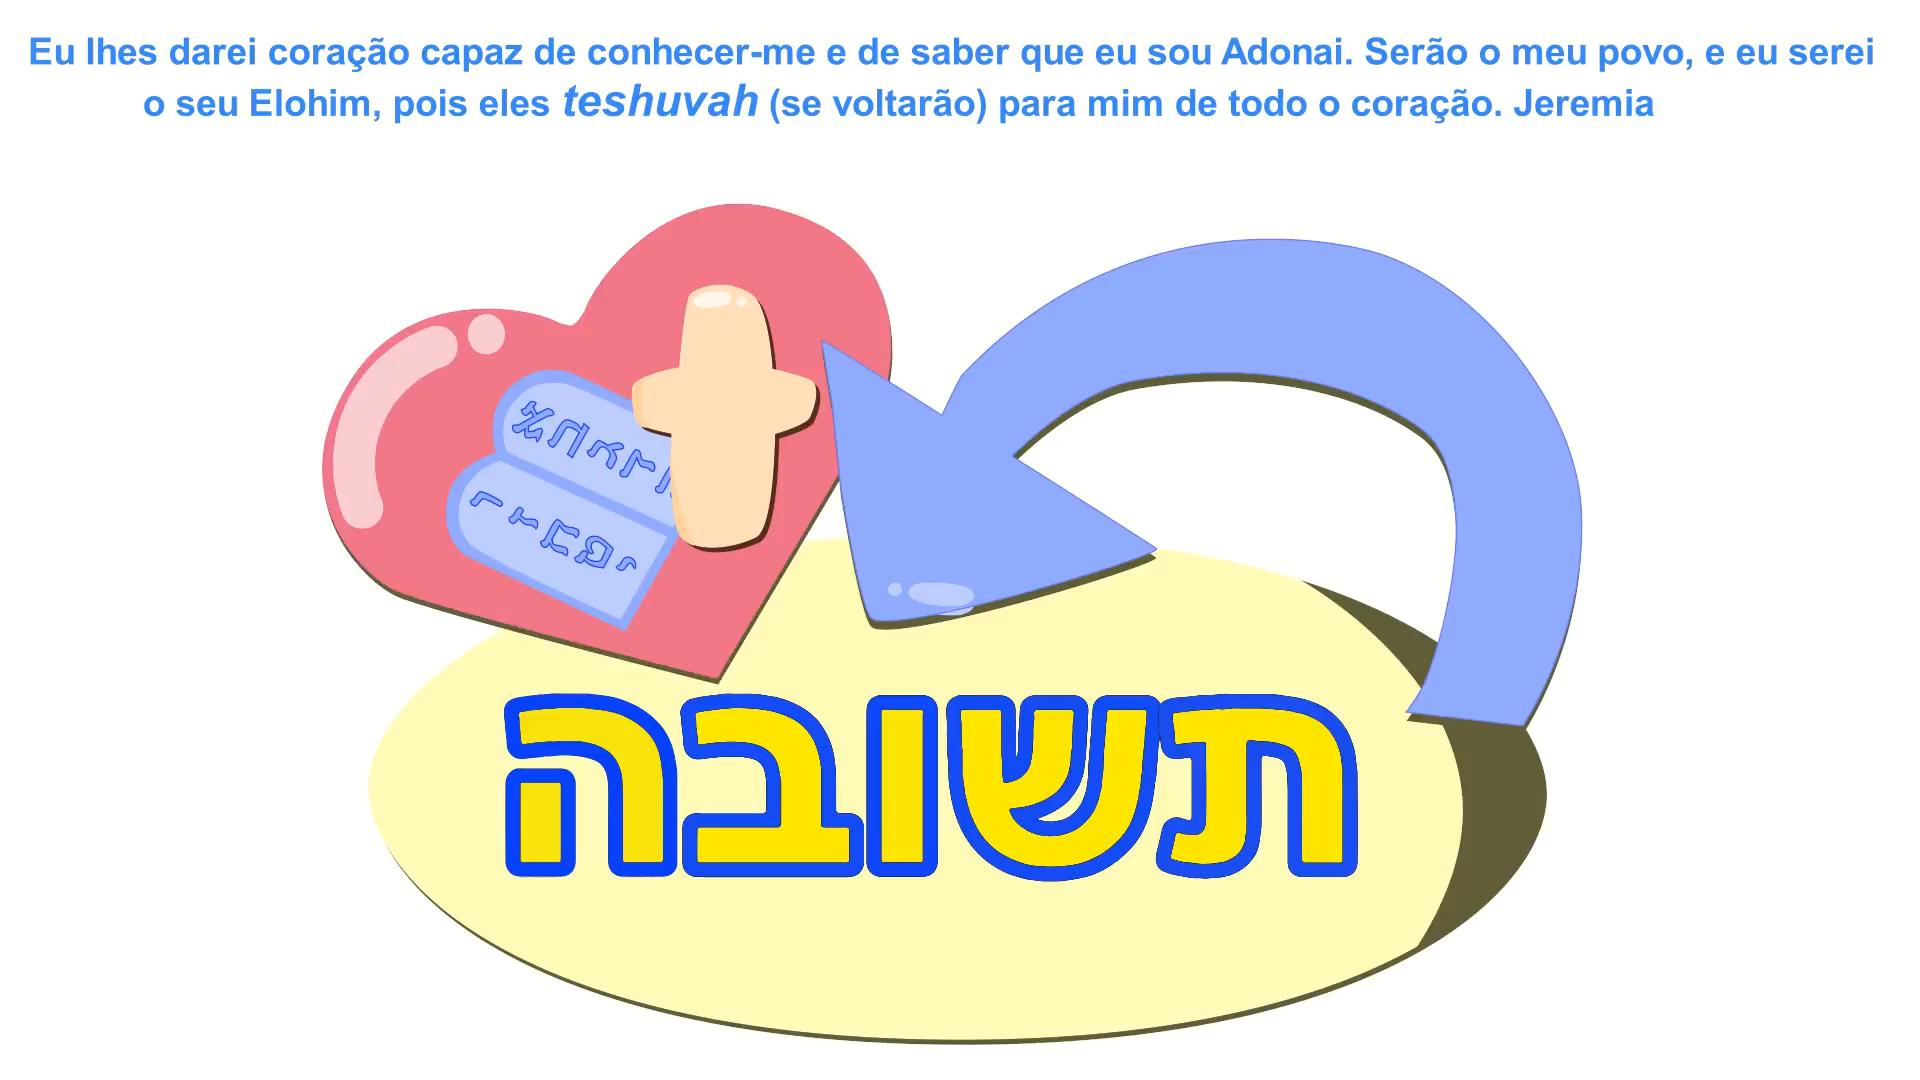 Eu lhes darei coração capaz de conhecer-me e de saber que eu sou Adonai. Serão o meu povo, e eu serei
o seu Elohim, pois eles teshuvah (se voltarão) para mim de todo o coração. Jeremia
תשובה